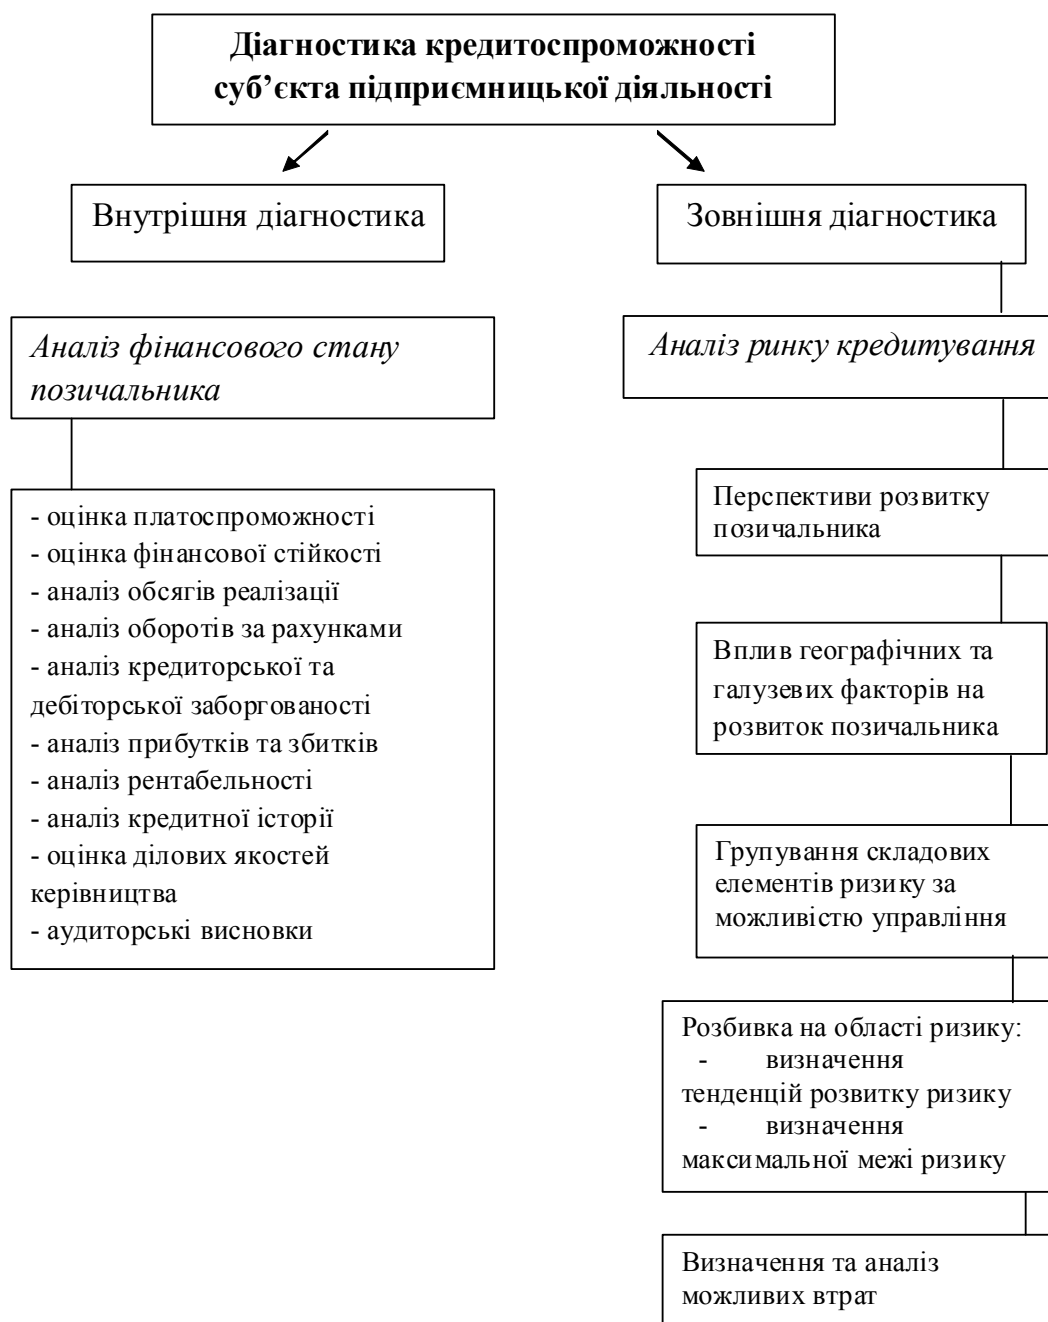 Діагностика кредитоспроможності
суб’єкта підприємницької діяльності
Внутрішня діагностика
Зовнішня діагностика
Аналіз фінансового стану
позичальника
Аналіз ринку кредитування
- оцінка платоспроможності
- оцінка фінансової стійкості
- аналіз обсягів реалізації
- аналіз оборотів за рахунками
- аналіз кредиторської та
дебіторської заборгованості
- аналіз прибутків та збитків
- аналіз рентабельності
- аналіз кредитної історії
- оцінка ділових якостей
керівництва
- аудиторські висновки
Перспективи розвитку
позичальника
Вплив географічних та
галузевих факторів на
розвиток позичальника
Групування складових
елементів ризику за
можливістю управління
Розбивка на області ризику:
- визначення
тенденцій розвитку ризику
- визначення
максимальної межі ризику
Визначення та аналіз
можливих втрат